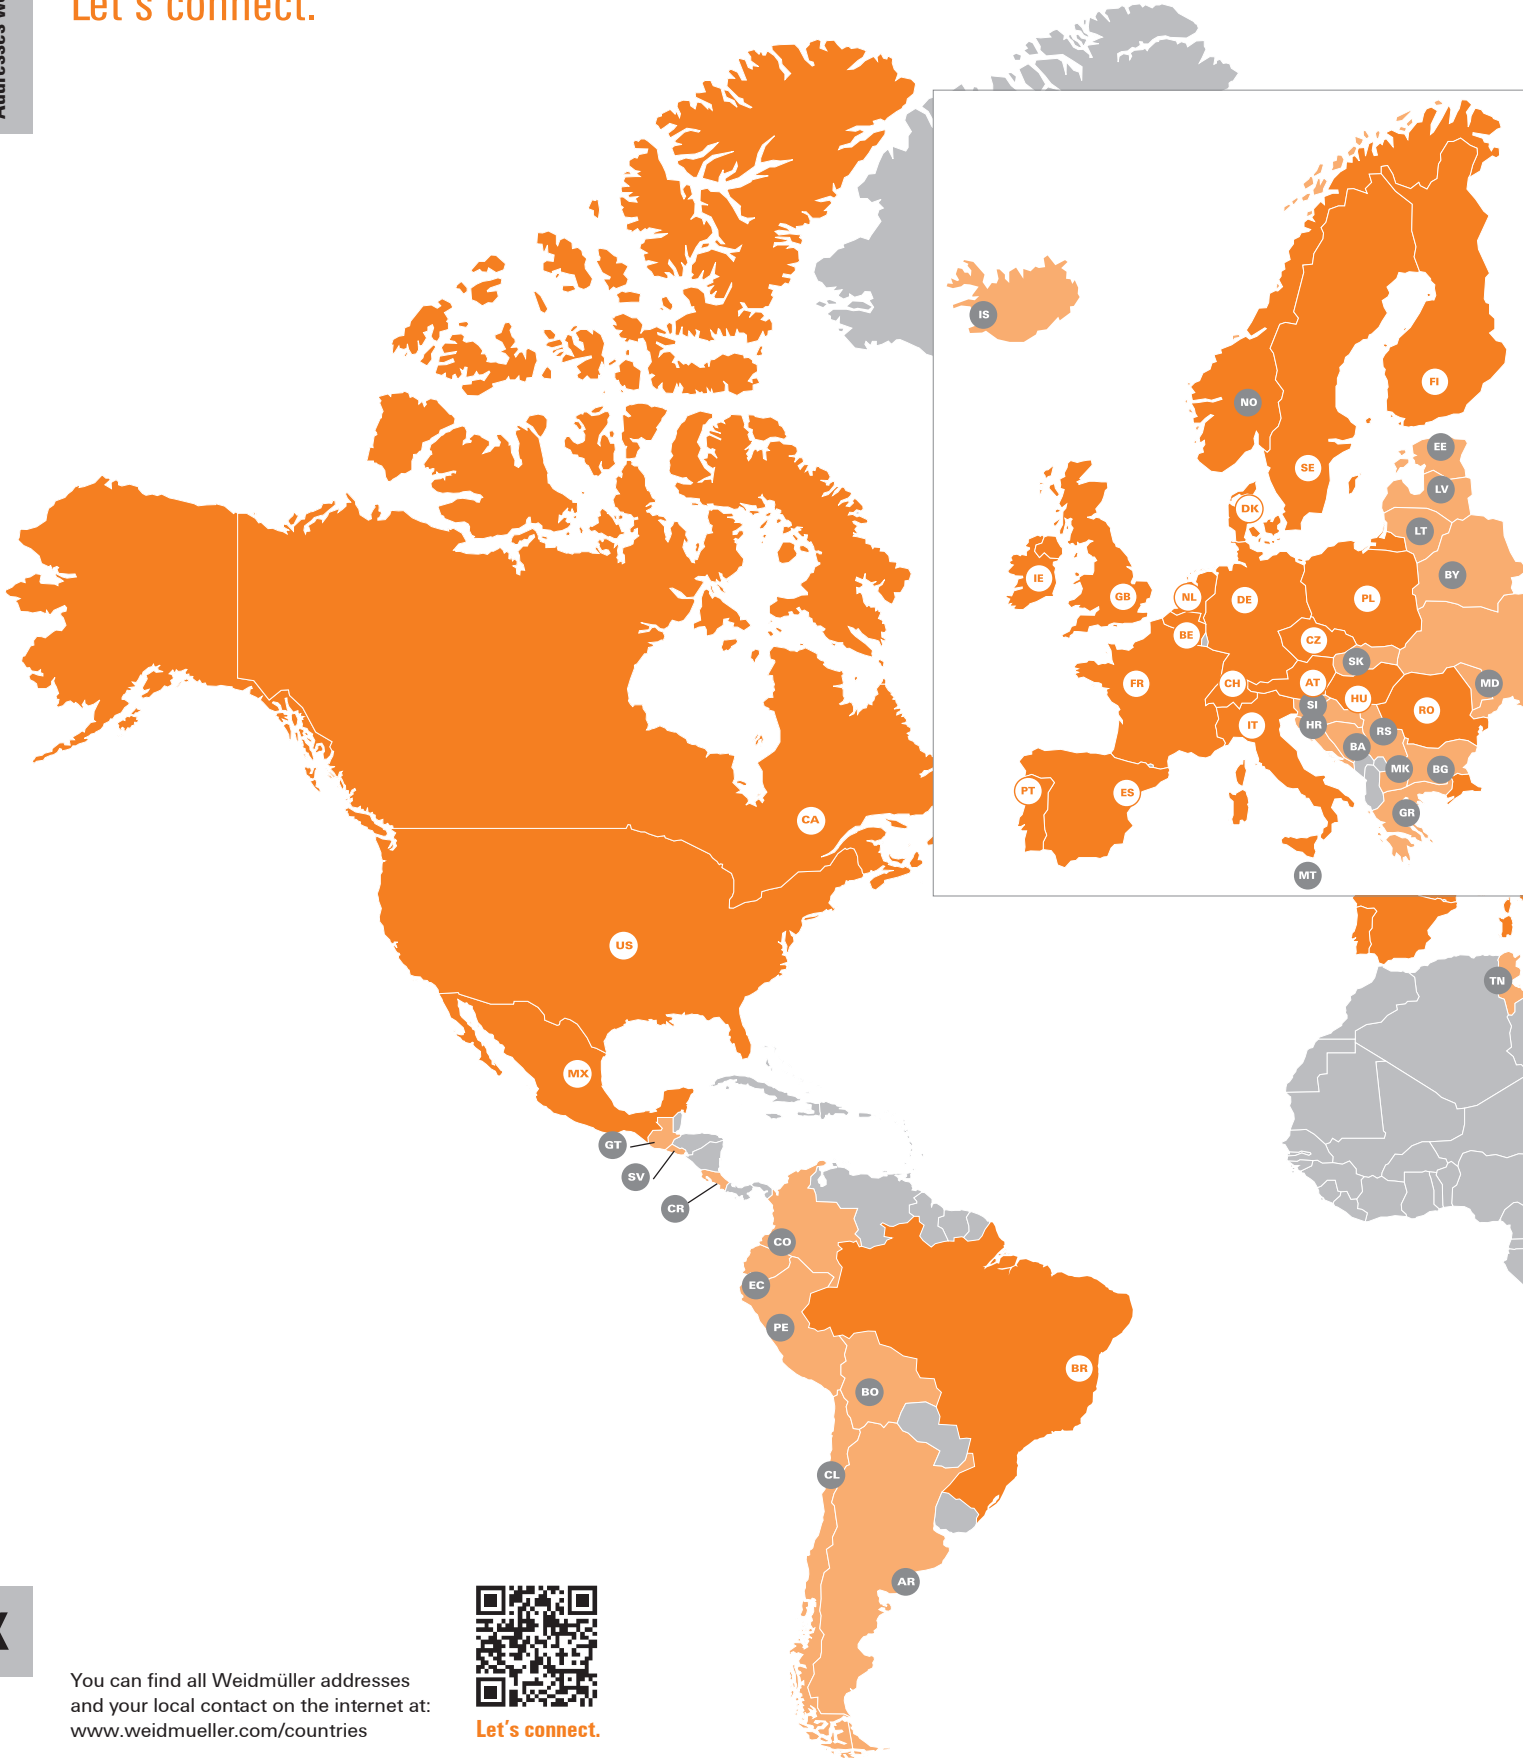 Let's connect.
Addresses
IS
FI
NO
EE
SE
LV
DK
LT
BY
IE
GB
NL
DE
PL
BE
CZ
SK
FR
CH
AT
MD
HU
SI
RO
IT
HR
RS
BA
MK
BG
PT
ES
GR
MT
CA
US
TN
MX
GT
SV
CR
CO
EC
PE
BR
BO
CL
AR
You can find all Weidmüller addresses
and your local contact on the internet at:
www.weidmueller.com/countries
Let's connect.